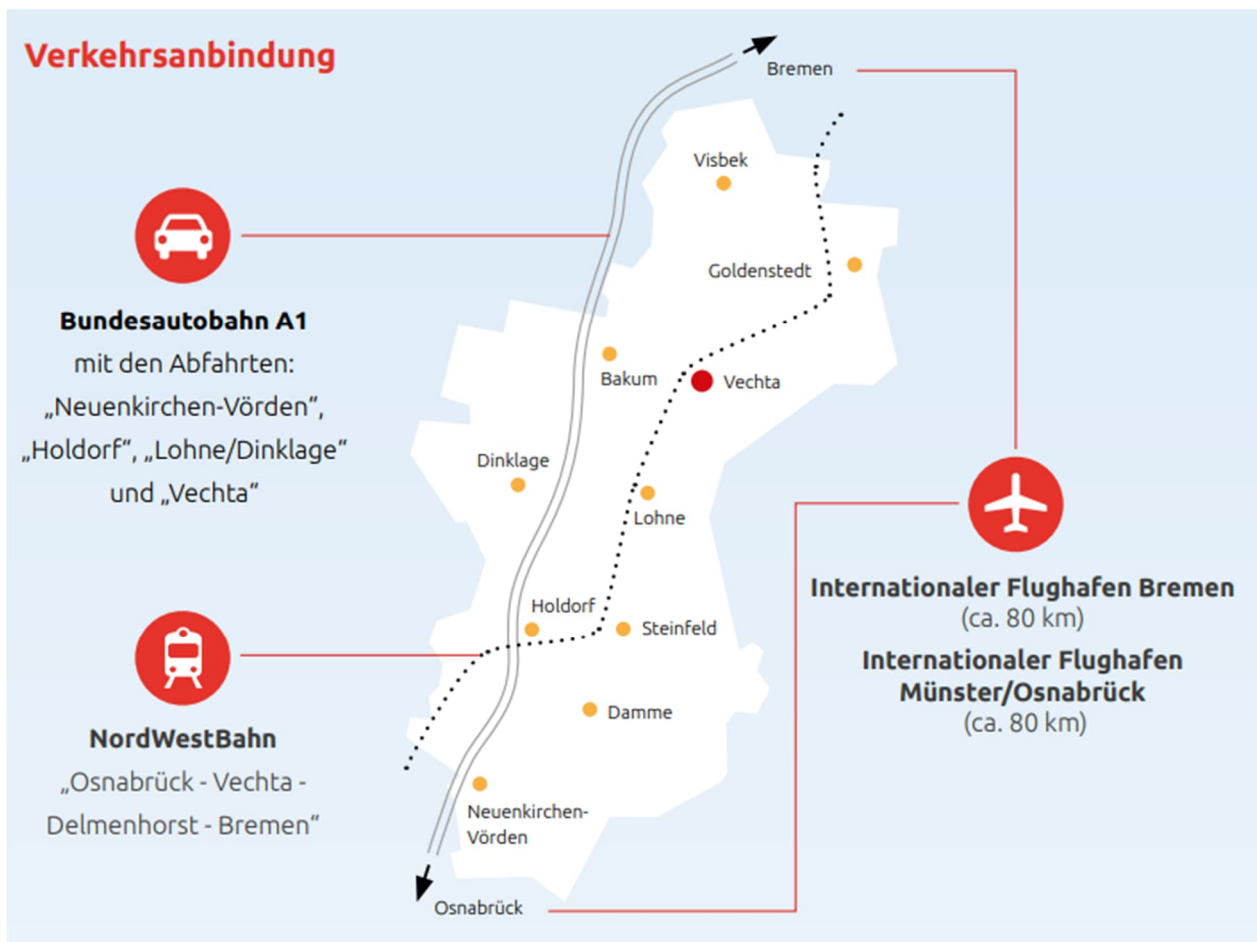 Verkehrsanbindung
Bremen
Visbek
Goldenstedt
Bundesautobahn A1
mit den Abfahrten:
„Neuenkirchen-Vörden“,
„Holdorf“, „Lohne/Dinklage“
und „Vechta“
Bakum
Vechta
Dinklage
Lohne
Holdorf
Steinfeld
Damme
Neuenkirchen-
Vörden
Osnabrück
NordWestBahn
„Osnabrück - Vechta -
Delmenhorst - Bremen“
Internationaler Flughafen Bremen
(ca. 80 km)
Internationaler Flughafen
Münster/Osnabrück
(ca. 80 km)